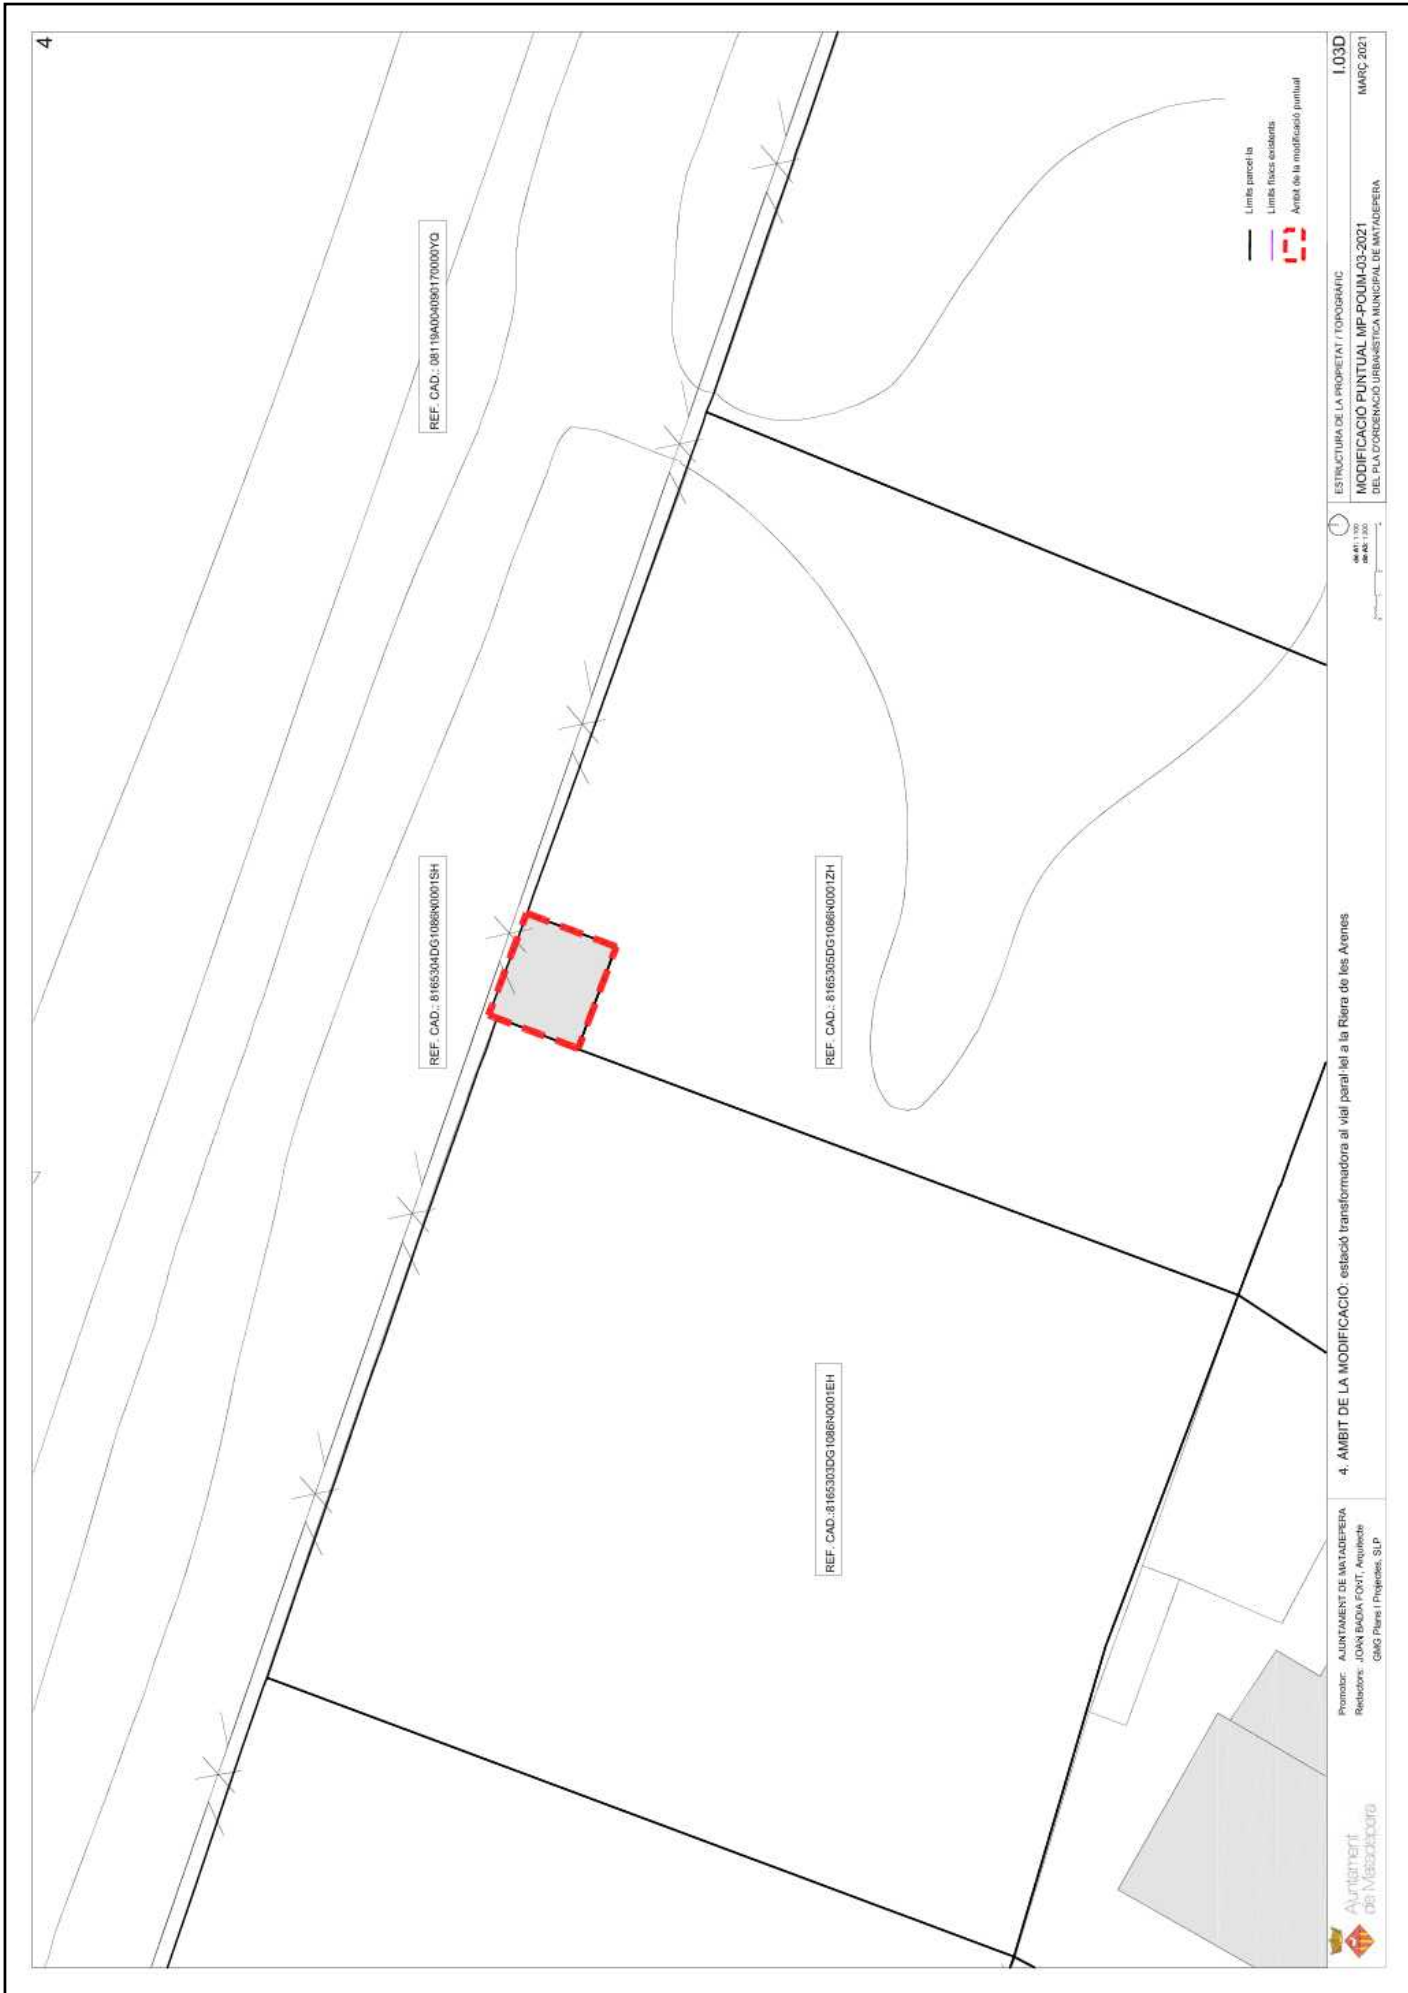 4
REF. CAD.: 08119A004090170000YQ
REF. CAD.: 8165304DG1086N0001SH
REF. CAD.: 8165305DG1086N0001ZH
REF. CAD.:8165303DG1086N0001EH
Límits parcel·la
Límits físics existents
Àmbit de la modificació puntual
Ajuntament
de Matadepera
Promotor: AJUNTAMENT DE MATADEPERA
Redactors: JOAN BADIA FONT, Arquitecte
GMG Plans i Projectes, SLP
4. ÀMBIT DE LA MODIFICACIÓ: estació transformadora al vial paral·lel a la Riera de les Arenes
ESTRUCTURA DE LA PROPIETAT / TOPOGRÀFIC
I.03D
MODIFICACIÓ PUNTUAL MP-POUM-03-2021
DEL PLA D'ORDENACIÓ URBANÍSTICA MUNICIPAL DE MATADEPERA
MARÇ 2021